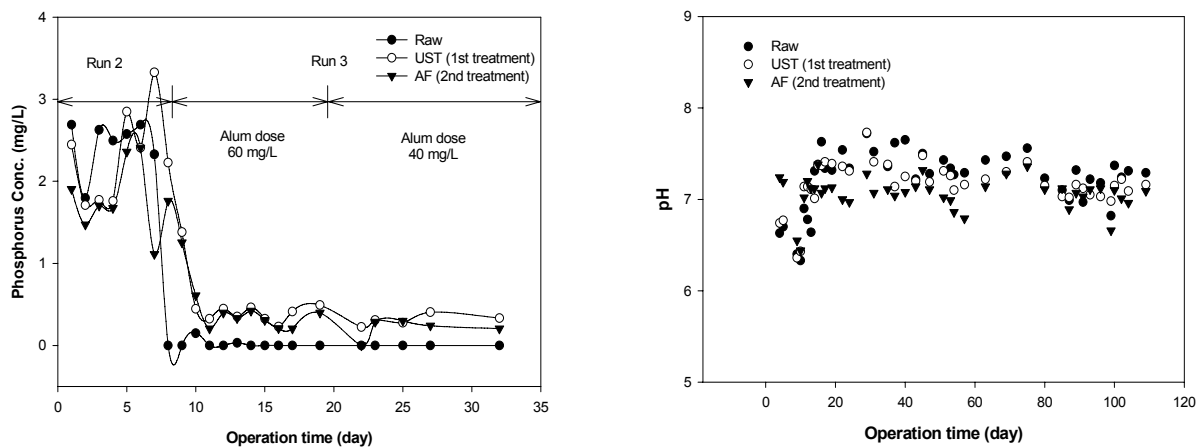 4
3
2
1
0
Phosphorus Conc. (mg/L)
Raw
UST (1st treatment)
AF (2nd treatment)
Run 2
Run 3
Alum dose
60 mg/L
Alum dose
40 mg/L
0 5 10 15 20 25 30 35
Operation time (day)
9
8
7
6
5
pH
Raw
UST (1st treatment)
AF (2nd treatment)
0 20 40 60 80 100 120
Operation time (day)